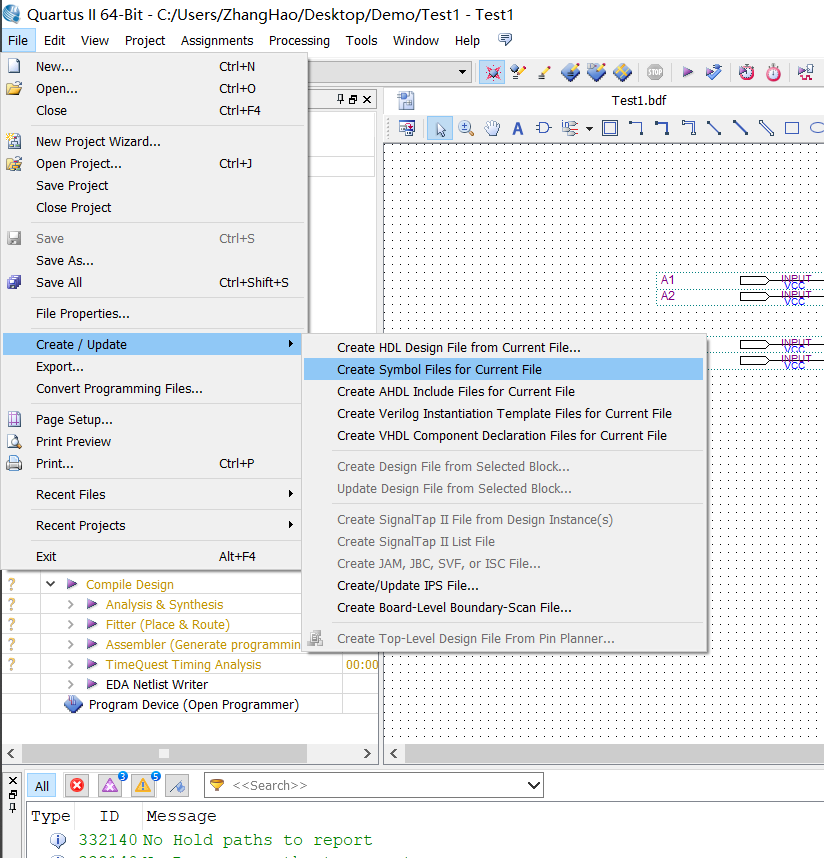 Quartus II 64-Bit - C:/Users/ZhangHao/Desktop/Demo/Test1 - Test1
File Edit View Project Assignments Processing Tools Window Help
New... Ctrl+N
Open... Ctrl+O
Close Ctrl+F4
New Project Wizard...
Open Project... Ctrl+J
Save Project
Close Project
Save Ctrl+S
Save As...
Save All Ctrl+Shift+S
File Properties...
Create / Update
Export...
Convert Programming Files...
Page Setup...
Print Preview
Print... Ctrl+P
Recent Files
Recent Projects
Exit Alt+F4
Create HDL Design File from Current File...
Create Symbol Files for Current File
Create AHDL Include Files for Current File
Create Verilog Instantiation Template Files for Current File
Create VHDL Component Declaration Files for Current File
Create Design File from Selected Block...
Update Design File from Selected Block...
Create SignalTap II File from Design Instance(s)
Create SignalTap II List File
Create JAM, JBC, SVF, or ISC File...
Create/Update IPS File...
Create Board-Level Boundary-Scan File...
Create Top-Level Design File From Pin Planner...
STOP
Test1.bdf
A
A1 INPUT
VCC
A2 INPUT
VCC
INPUT
VCC
INPUT
VCC
? Compile Design
? Analysis & Synthesis
? Fitter (Place & Route)
? Assembler (Generate programmin
? TimeQuest Timing Analysis 00:00
EDA Netlist Writer
Program Device (Open Programmer)
All 3 5 <<Search>>
Type ID Message
332140 No Hold paths to report